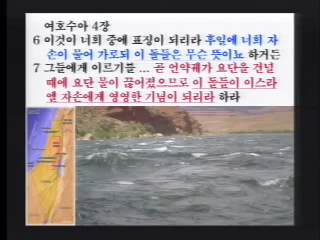 여호수아 4장
6 이것이 너희 중에 표징이 되리라 후일에 너희 자
손이 물어 가로되 이 돌들은 무슨 뜻이뇨 하거든
7 그들에게 이르기를 ... 곧 언약궤가 요단을 건널
때에 요단 물이 끊어졌으므로 이 돌들이 이스라
엘 자손에게 영영한 기념이 되리라 하라